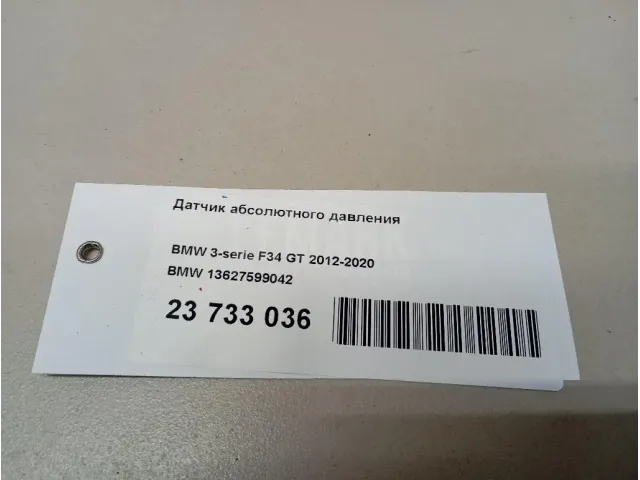 Датчик абсолютного давления
BMW 3-serie F34 GT 2012-2020
BMW 13627599042
23 733 036